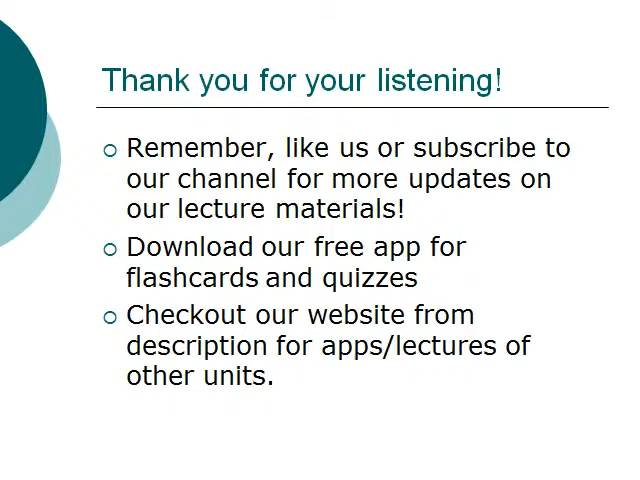 Thank you for your listening!
Remember, like us or subscribe to
our channel for more updates on
our lecture materials!
Download our free app for
flashcards and quizzes
Checkout our website from
description for apps/lectures of
other units.